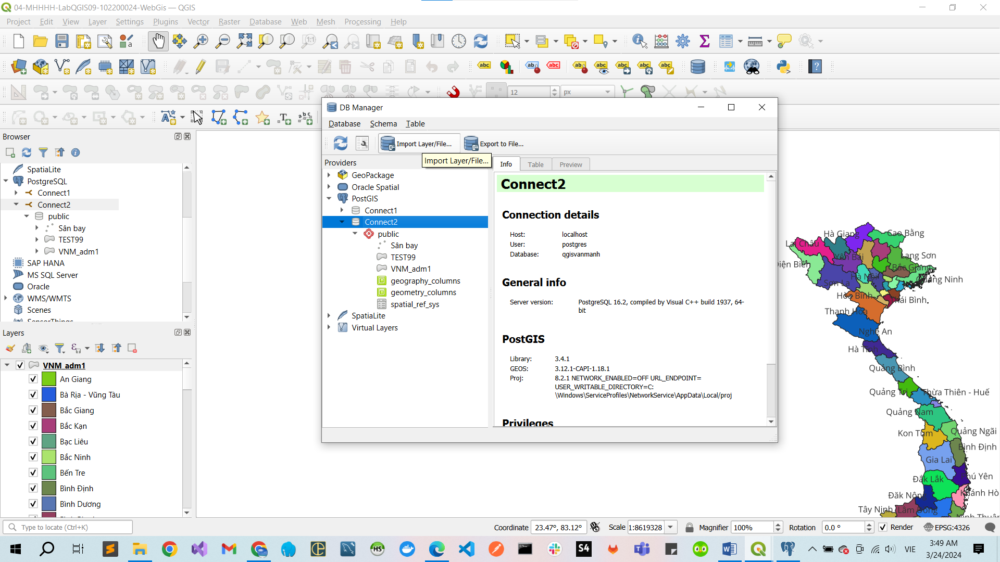 04-MHHHH-LabQGIS09-102200024-WebGis — QGIS
Project Edit View Layer Settings Plugins Vector Raster Database Web Mesh Processing Help
12
px
DB Manager
Database Schema Table
Import Layer/File...
Export to File...
Import Layer/File...
Browser
SpatiaLite
PostgreSQL
Connect1
Connect2
public
Sân bay
TEST99
VNM_adm1
SAP HANA
MS SQL Server
Oracle
WMS/WMTS
Scenes
SensorThings
Providers
GeoPackage
Oracle Spatial
PostGIS
Connect1
Connect2
public
Sân bay
TEST99
VNM_adm1
geography_columns
geometry_columns
spatial_ref_sys
SpatiaLite
Virtual Layers
Info Table Preview
Connect2
Connection details
Host: localhost
User: postgres
Database: qgisvanmanh
General info
Server version: PostgreSQL 16.2, compiled by Visual C++ build 1937, 64-
bit
PostGIS
Library: 3.4.1
GEOS: 3.12.1-CAPI-1.18.1
Proj: 8.2.1 NETWORK_ENABLED=OFF URL_ENDPOINT=
USER_WRITABLE_DIRECTORY=C:
\Windows\ServiceProfiles\NetworkService\AppData\Local/proj
Privileges
Layers
VNM_adm1
An Giang
Bà Rịa - Vũng Tàu
Bắc Giang
Bắc Kạn
Bạc Liêu
Bắc Ninh
Bến Tre
Bình Định
Bình Dương
Hà Giang
Cao Bằng
Lai Châu
Yên Bái
Lạng Sơn
Điện Biên
Bắc Giang
Hà Nội
Quảng Ninh
Sơn La
Hòa Bình
Thái Bình
Thanh Hóa
Nghệ An
Hà Tĩnh
Quảng Bình
Quảng Trị
Thừa Thiên - Huế
Quảng Nam
Kon Tum
Quảng Ngãi
Bình Định
Gia Lai
Đắk Lắk
Phú Yên
Đăk Nông
Khánh Hò
Tây Ninh
Lâm Đồng
Ninh Thuận
Type to locate (Ctrl+K)
Coordinate 23.47°, 83.12°
Scale 1:8619328
Magnifier 100%
Rotation 0.0 °
Render
EPSG:4326
VIE
3:49 AM
3/24/2024